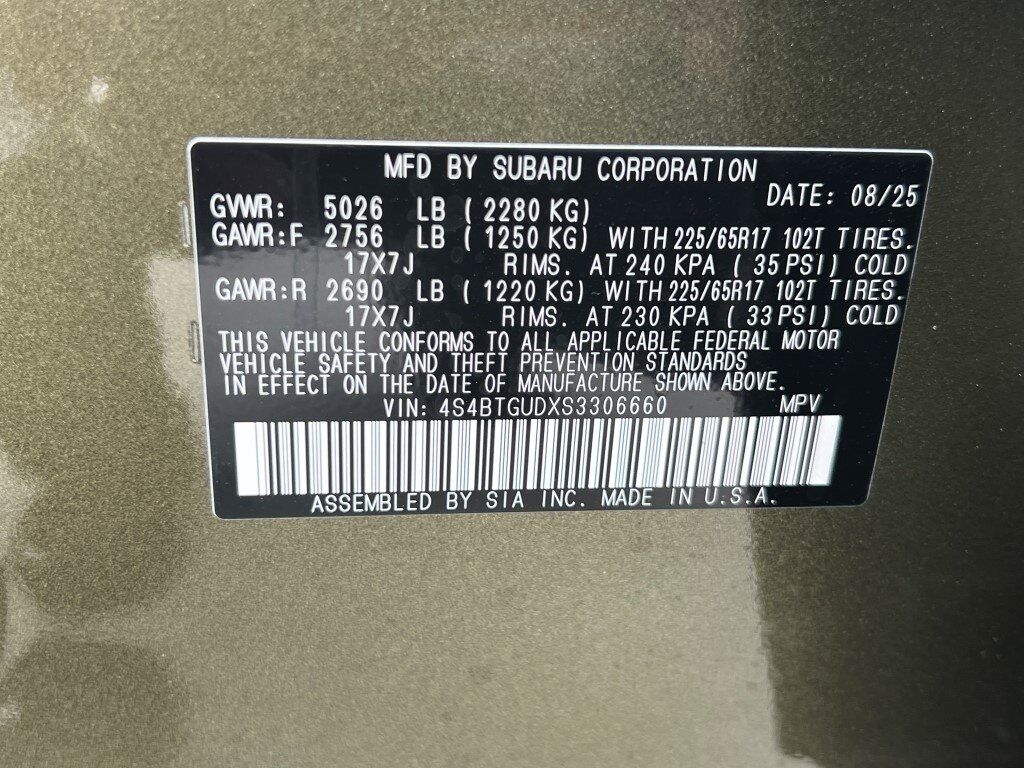 MFD BY SUBARU CORPORATION
DATE: 08/25
GVWR: 5026 LB ( 2280 KG)
GAWR:F 2756 LB ( 1250 KG) WITH 225/65R17 102T TIRES.
17X7J RIMS. AT 240 KPA ( 35 PSI) COLD
GAWR:R 2690 LB ( 1220 KG) WITH 225/65R17 102T TIRES.
17X7J RIMS. AT 230 KPA ( 33 PSI) COLD
THIS VEHICLE CONFORMS TO ALL APPLICABLE FEDERAL MOTOR
VEHICLE SAFETY AND THEFT PREVENTION STANDARDS
IN EFFECT ON THE DATE OF MANUFACTURE SHOWN ABOVE.
VIN: 4S4BTGUDXS3306660 MPV
ASSEMBLED BY SIA INC. MADE IN U.S.A.